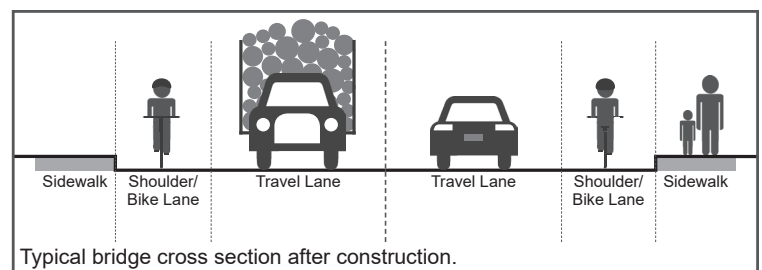 Sidewalk
Shoulder/
Bike Lane
Travel Lane
Travel Lane
Shoulder/
Bike Lane
Sidewalk
Typical bridge cross section after construction.